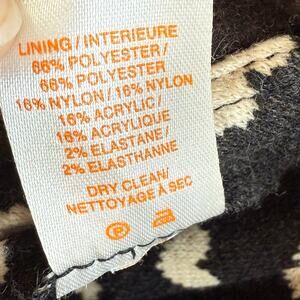 LINING / INTERIEURE
66% POLYESTER /
66% POLYESTER
16% NYLON / 16% NYLON
16% ACRYLIC /
16% ACRYLIQUE
2% ELASTANE /
2% ELASTHANNE
DRY CLEAN/
NETTOYAGE À SEC
P